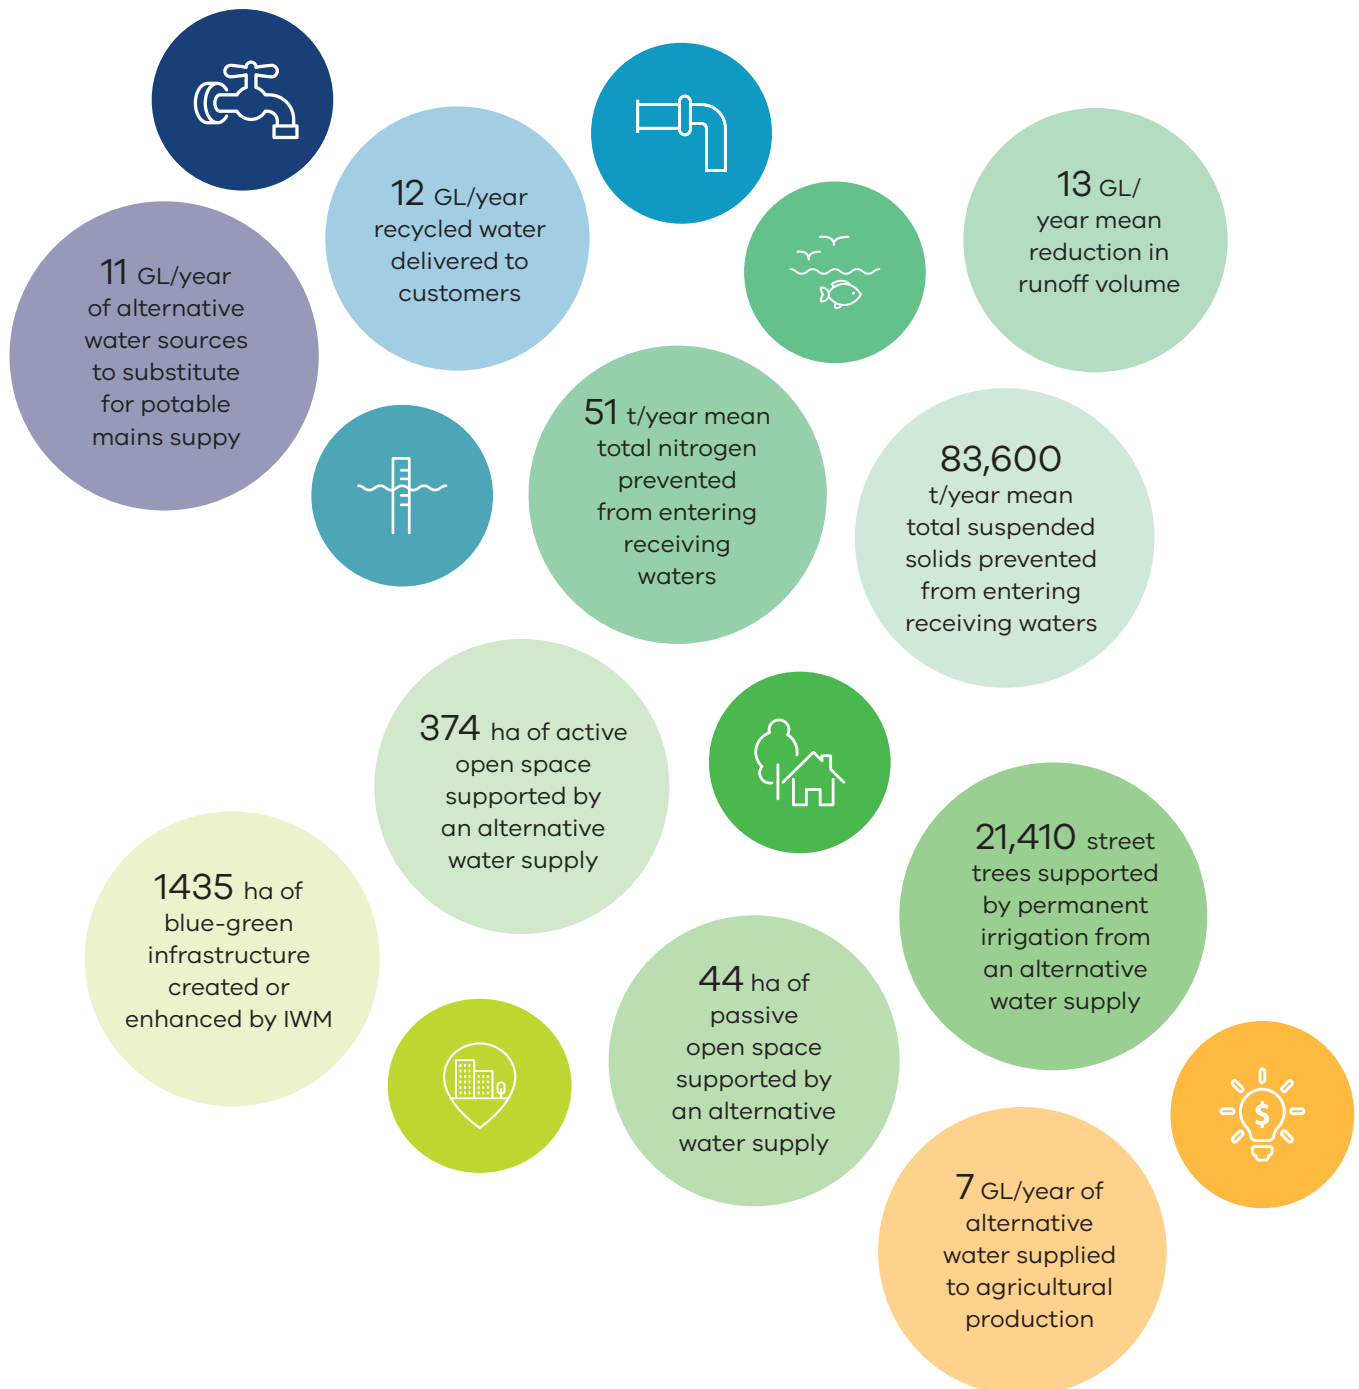 12 GL/year
recycled water
delivered to
customers
13 GL/
year mean
reduction in
runoff volume
11 GL/year
of alternative
water sources
to substitute
for potable
mains suppy
51 t/year mean
total nitrogen
prevented
from entering
receiving
waters
83,600
t/year mean
total suspended
solids prevented
from entering
receiving waters
374 ha of active
open space
supported by
an alternative
water supply
21,410 street
trees supported
by permanent
irrigation from
an alternative
water supply
1435 ha of
blue-green
infrastructure
created or
enhanced by IWM
44 ha of
passive
open space
supported by
an alternative
water supply
$
7 GL/year of
alternative
water supplied
to agricultural
production